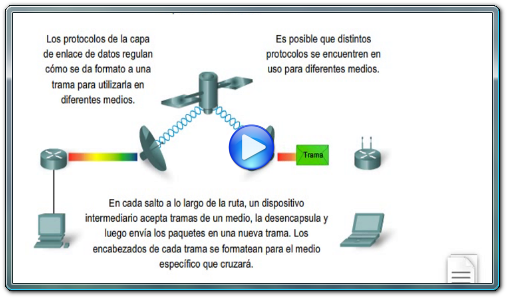 Los protocolos de la capa
de enlace de datos regulan
cómo se da formato a una
trama para utilizarla en
diferentes medios.
Es posible que distintos
protocolos se encuentren en
uso para diferentes medios.
Trama
En cada salto a lo largo de la ruta, un dispositivo
intermediario acepta tramas de un medio, la desencapsula y
luego envía los paquetes en una nueva trama. Los
encabezados de cada trama se formatean para el medio
específico que cruzará.